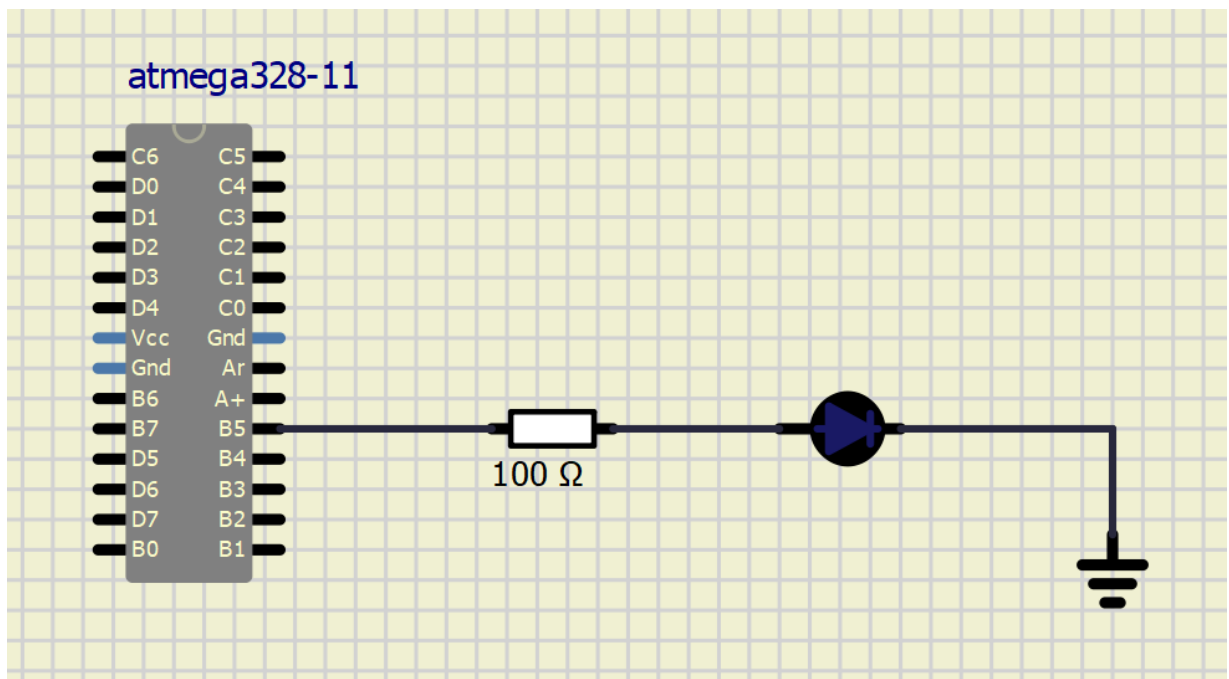 atmega328-11
C6 C5
D0 C4
D1 C3
D2 C2
D3 C1
D4 C0
Vcc Gnd
Gnd Ar
B6 A+
B7 B5
D5 B4
D6 B3
D7 B2
B0 B1
100 Ω